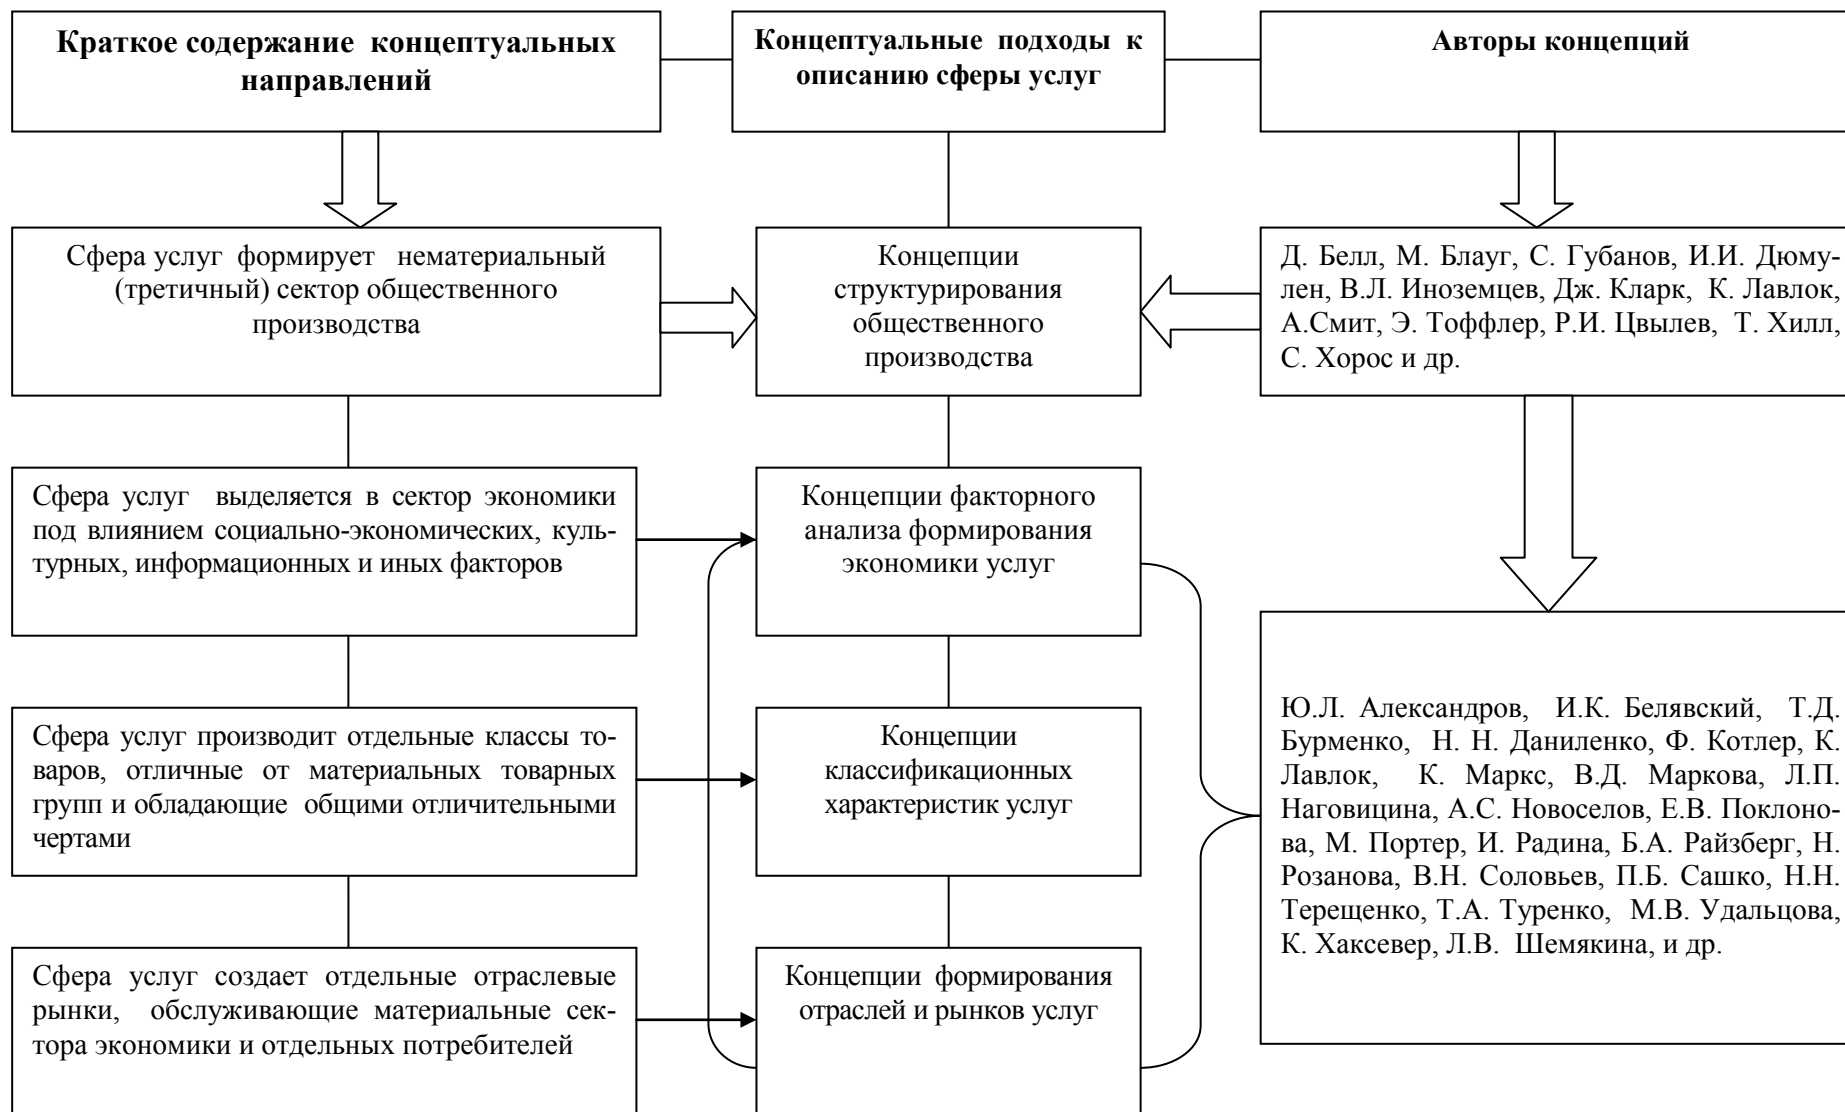 Краткое содержание концептуальных
направлений
Концептуальные подходы к
описанию сферы услуг
Авторы концепций
Сфера услуг формирует нематериальный
(третичный) сектор общественного
производства
Концепции
структурирования
общественного
производства
Д. Белл, М. Блауг, С. Губанов, И.И. Дюму-
лен, В.Л. Иноземцев, Дж. Кларк, К. Лавлок,
А.Смит, Э. Тоффлер, Р.И. Цвылев, Т. Хилл,
С. Хорос и др.
Сфера услуг выделяется в сектор экономики
под влиянием социально-экономических, куль-
турных, информационных и иных факторов
Концепции факторного
анализа формирования
экономики услуг
Сфера услуг производит отдельные классы то-
варов, отличные от материальных товарных
групп и обладающие общими отличительными
чертами
Концепции
классификационных
характеристик услуг
Ю.Л. Александров, И.К. Белявский, Т.Д.
Бурменко, Н. Н. Даниленко, Ф. Котлер, К.
Лавлок, К. Маркс, В.Д. Маркова, Л.П.
Наговицина, А.С. Новоселов, Е.В. Поклоно-
ва, М. Портер, И. Радина, Б.А. Райзберг, Н.
Розанова, В.Н. Соловьев, П.Б. Сашко, Н.Н.
Терещенко, Т.А. Туренко, М.В. Удальцова,
К. Хаксевер, Л.В. Шемякина, и др.
Сфера услуг создает отдельные отраслевые
рынки, обслуживающие материальные сек-
тора экономики и отдельных потребителей
Концепции формирования
отраслей и рынков услуг